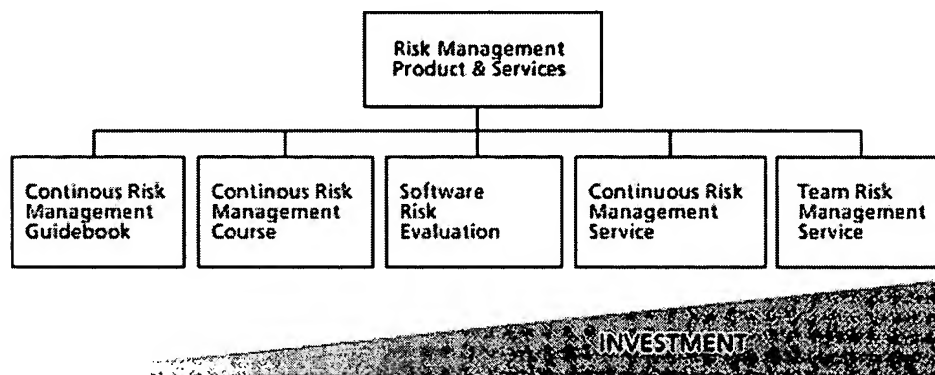 Risk Management
Product & Services
Continous Risk
Management
Guidebook
Continous Risk
Management
Course
Software
Risk
Evaluation
Continuous Risk
Management
Service
Team Risk
Management
Service
INVESTMENT